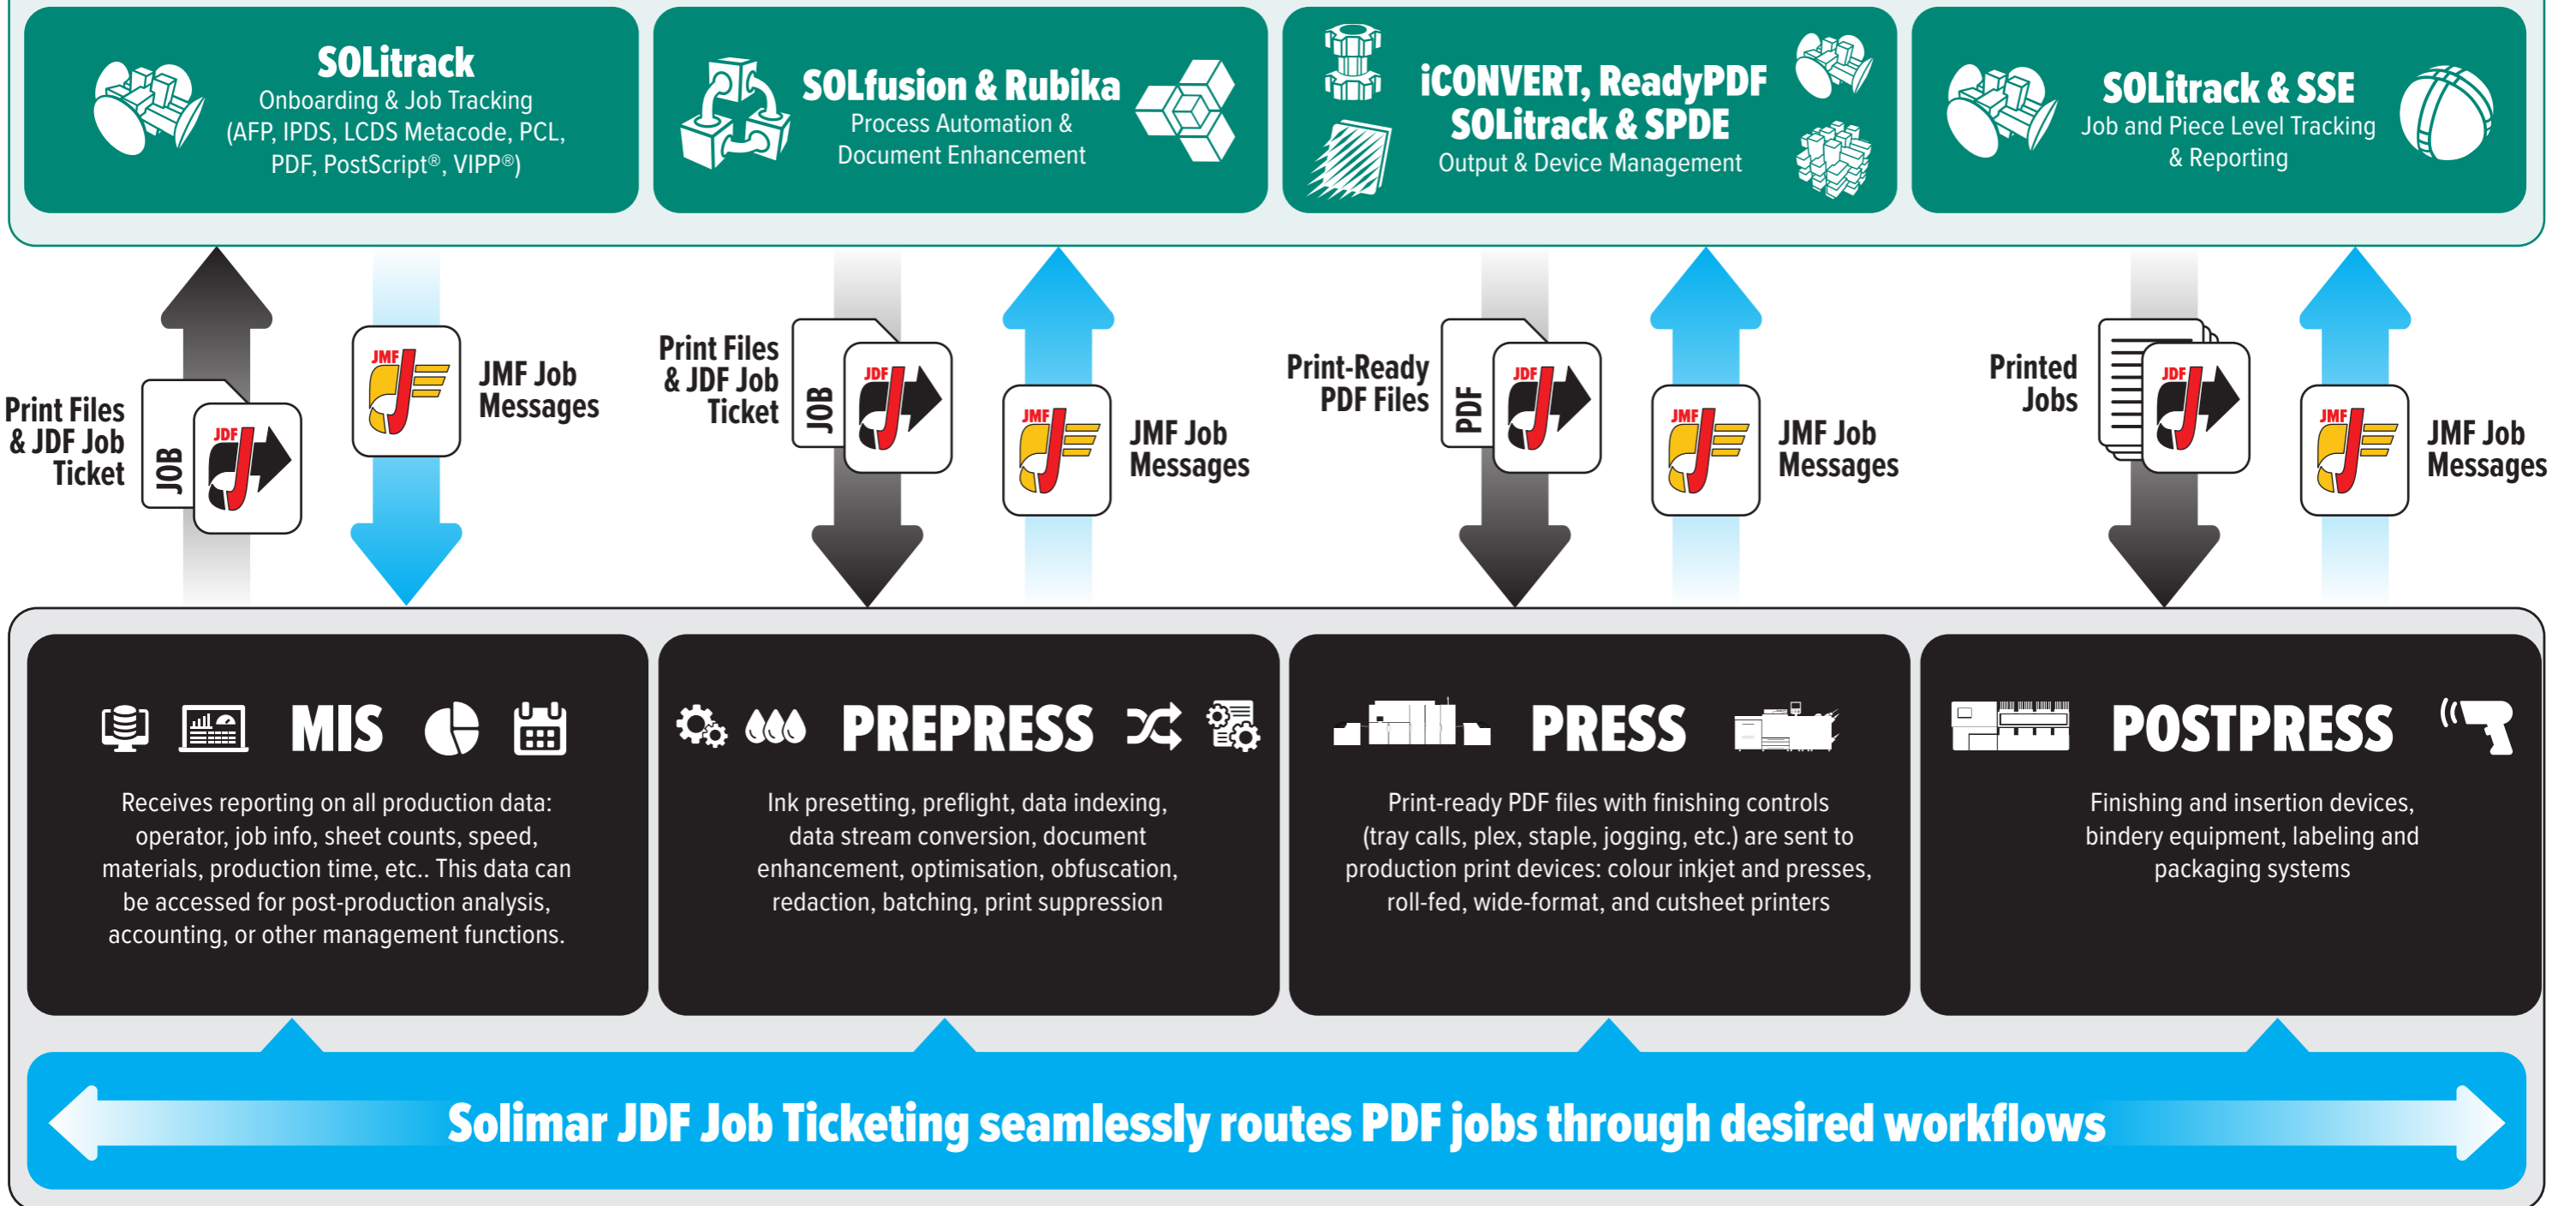 SOLitrack
Onboarding & Job Tracking
(AFP, IPDS, LCDS Metacode, PCL,
PDF, PostScript®, VIPP®)
SOLfusion & Rubika
Process Automation &
Document Enhancement
iCONVERT, ReadyPDF
SOLitrack & SPDE
Output & Device Management
SOLitrack & SSE
Job and Piece Level Tracking
& Reporting
Print Files
& JDF Job
Ticket
JOB
JDF
JMF
JMF Job
Messages
Print Files
& JDF Job
Ticket
JOB
JDF
JMF
JMF Job
Messages
Print-Ready
PDF Files
PDF
JDF
JMF
JMF Job
Messages
Printed
Jobs
JDF
JMF
JMF Job
Messages
MIS
Receives reporting on all production data:
operator, job info, sheet counts, speed,
materials, production time, etc.. This data can
be accessed for post-production analysis,
accounting, or other management functions.
PREPRESS
Ink presetting, preflight, data indexing,
data stream conversion, document
enhancement, optimisation, obfuscation,
redaction, batching, print suppression
PRESS
Print-ready PDF files with finishing controls
(tray calls, plex, staple, jogging, etc.) are sent to
production print devices: colour inkjet and presses,
roll-fed, wide-format, and cutsheet printers
POSTPRESS
Finishing and insertion devices,
bindery equipment, labeling and
packaging systems
Solimar JDF Job Ticketing seamlessly routes PDF jobs through desired workflows